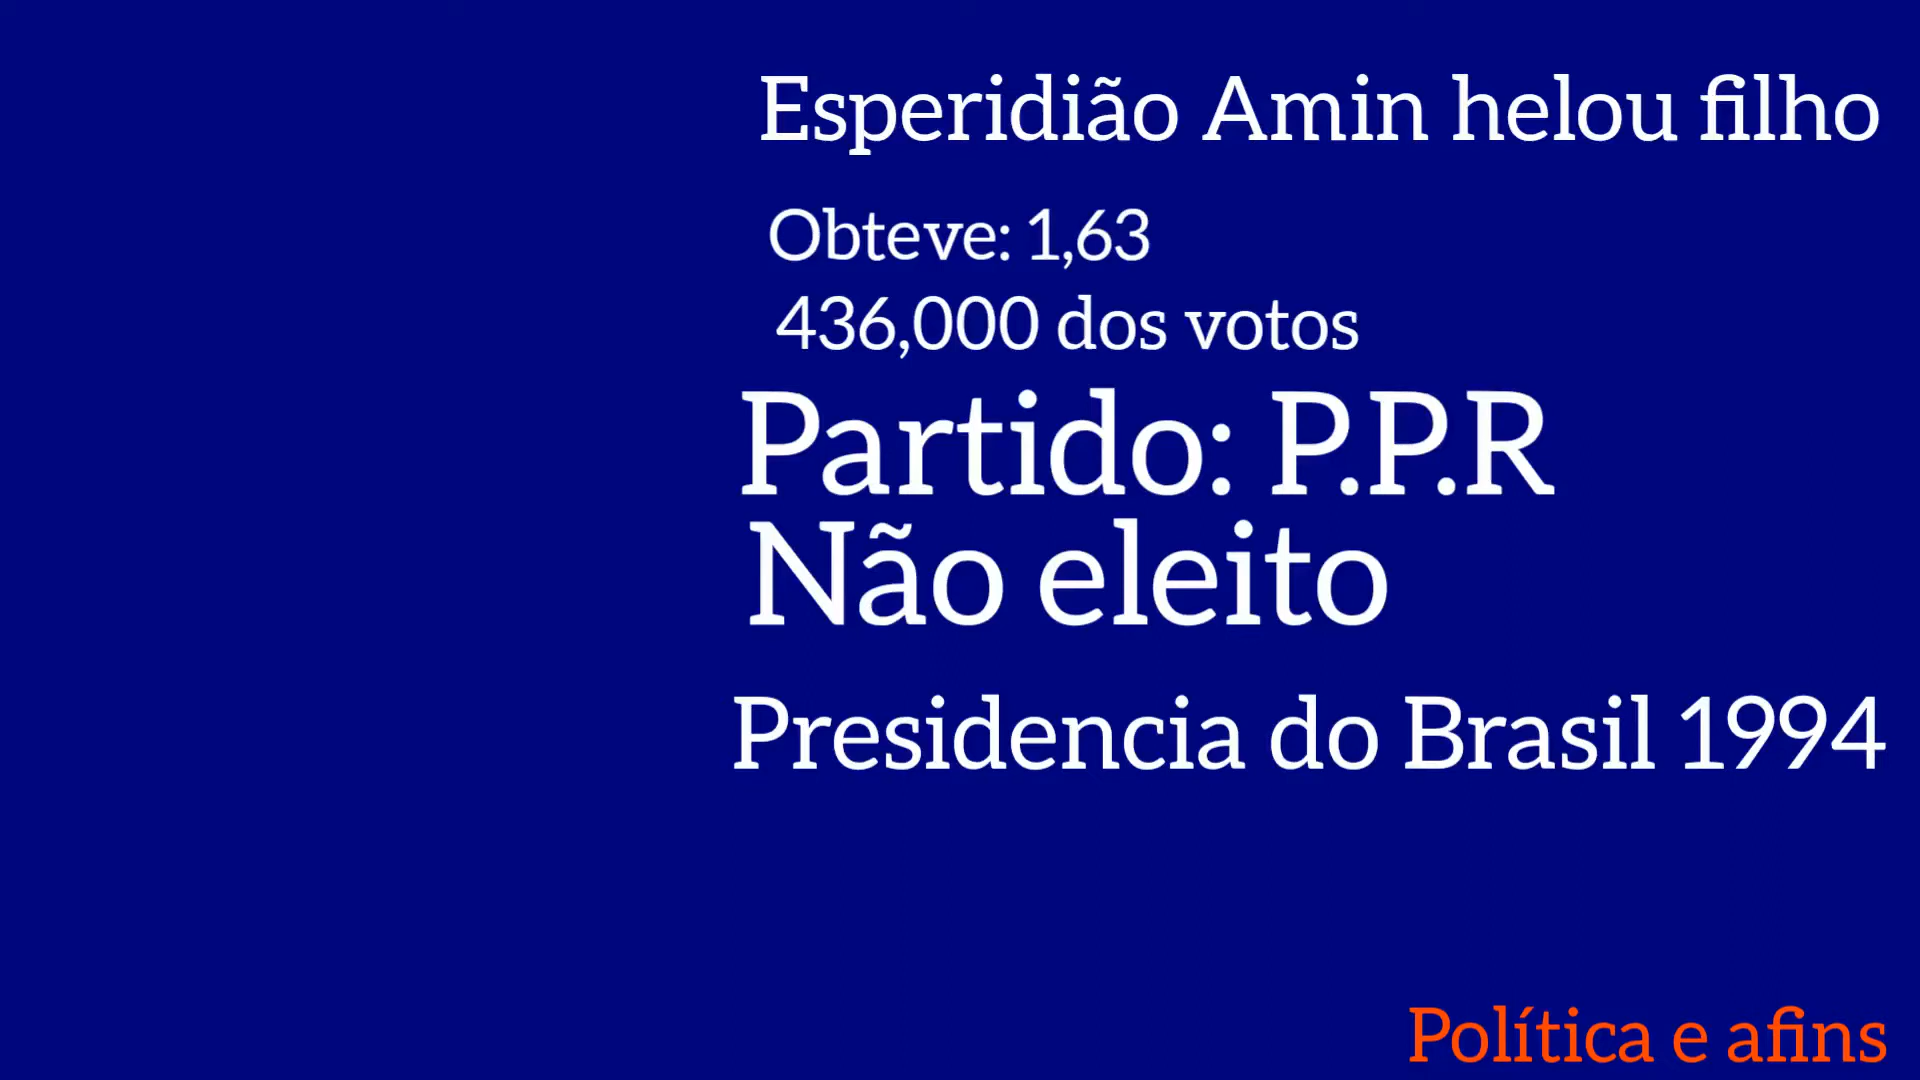 Esperidião Amin helou filho
Obteve: 1,63
436,000 dos votos
Partido: P.P.R
Não eleito
Presidencia do Brasil 1994
Política e afins